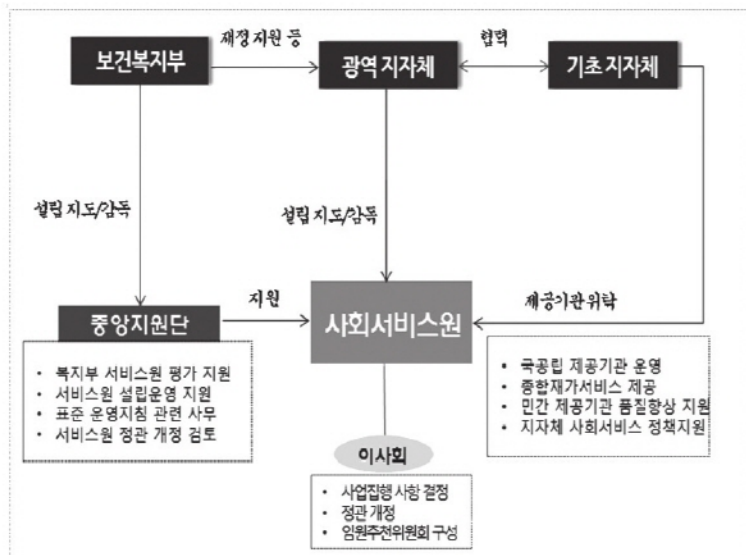 재정지원 등
협력
보건복지부
광역 지자체
기초 지자체
설립 지도/감독
설립 지도/감독
지원
제공기관 위탁
중앙지원단
사회서비스원
• 복지부 서비스원 평가 지원
• 서비스원 설립운영 지원
• 표준 운영지침 관련 사무
• 서비스원 정관 개정 검토
• 국공립 제공기관 운영
• 종합재가서비스 제공
• 민간 제공기관 품질향상 지원
• 지자체 사회서비스 정책지원
이사회
• 사업집행 사항 결정
• 정관 개정
• 임원추천위원회 구성